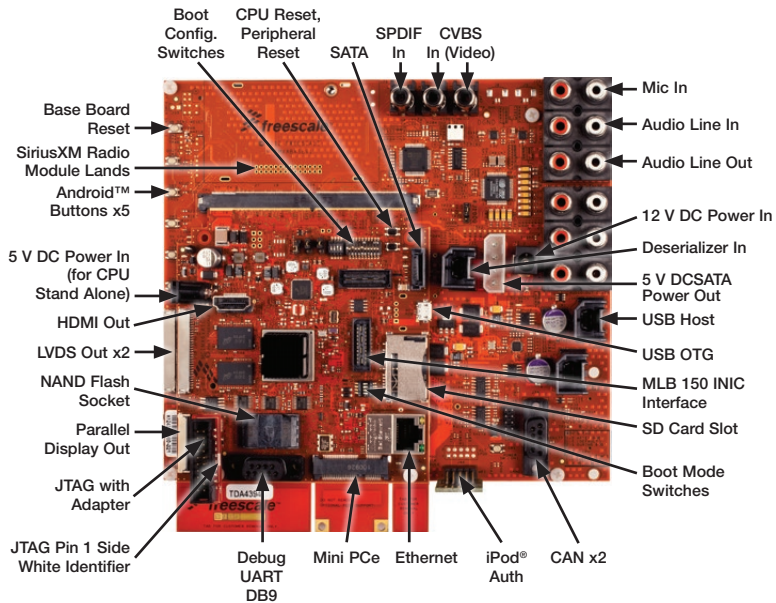 Boot
Config.
Switches
CPU Reset,
Peripheral
Reset
SATA
SPDIF
In
CVBS
In (Video)
Mic In
Audio Line In
Audio Line Out
12 V DC Power In
Deserializer In
5 V DCSATA
Power Out
USB Host
USB OTG
MLB 150 INIC
Interface
SD Card Slot
Boot Mode
Switches
Base Board
Reset
SiriusXM Radio
Module Lands
Android™
Buttons x5
5 V DC Power In
(for CPU
Stand Alone)
HDMI Out
LVDS Out x2
NAND Flash
Socket
Parallel
Display Out
JTAG with
Adapter
JTAG Pin 1 Side
White Identifier
Debug
UART
DB9
Mini PCe
Ethernet
iPod®
Auth
CAN x2
freescale
freescale™